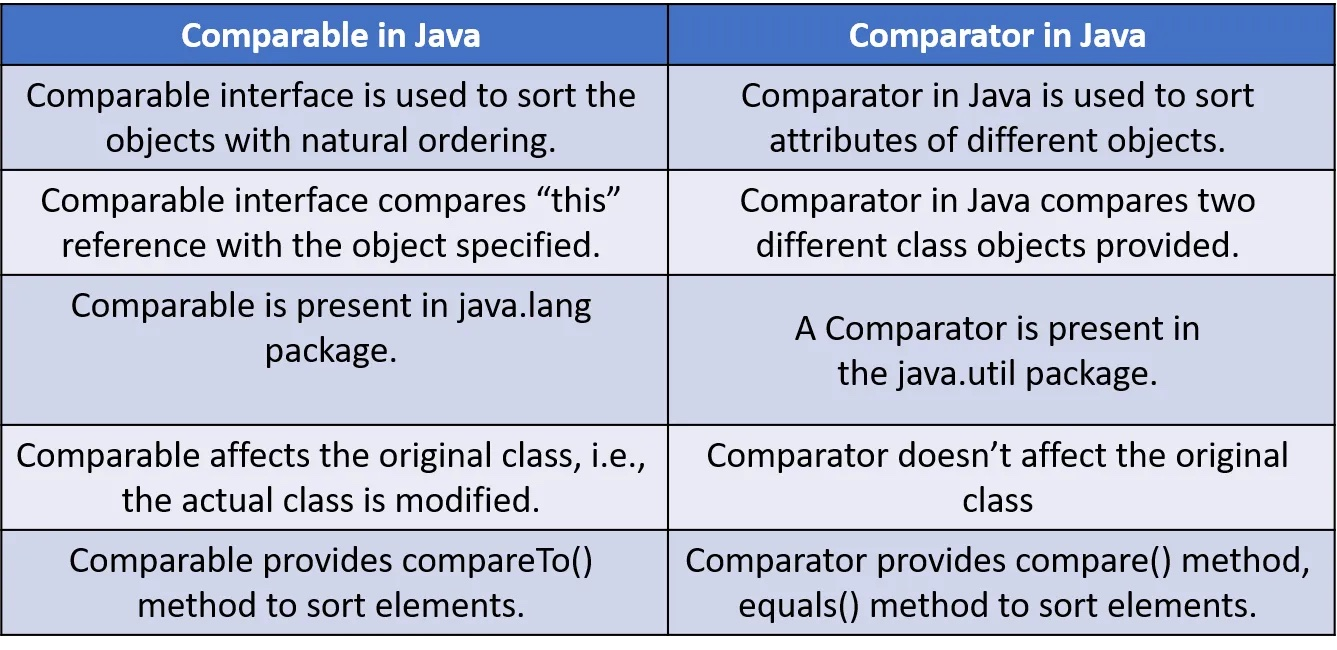 Comparable in Java
Comparator in Java
Comparable interface is used to sort the
objects with natural ordering.
Comparator in Java is used to sort
attributes of different objects.
Comparable interface compares “this”
reference with the object specified.
Comparator in Java compares two
different class objects provided.
Comparable is present in java.lang
package.
A Comparator is present in
the java.util package.
Comparable affects the original class, i.e.,
the actual class is modified.
Comparator doesn’t affect the original
class
Comparable provides compareTo()
method to sort elements.
Comparator provides compare() method,
equals() method to sort elements.